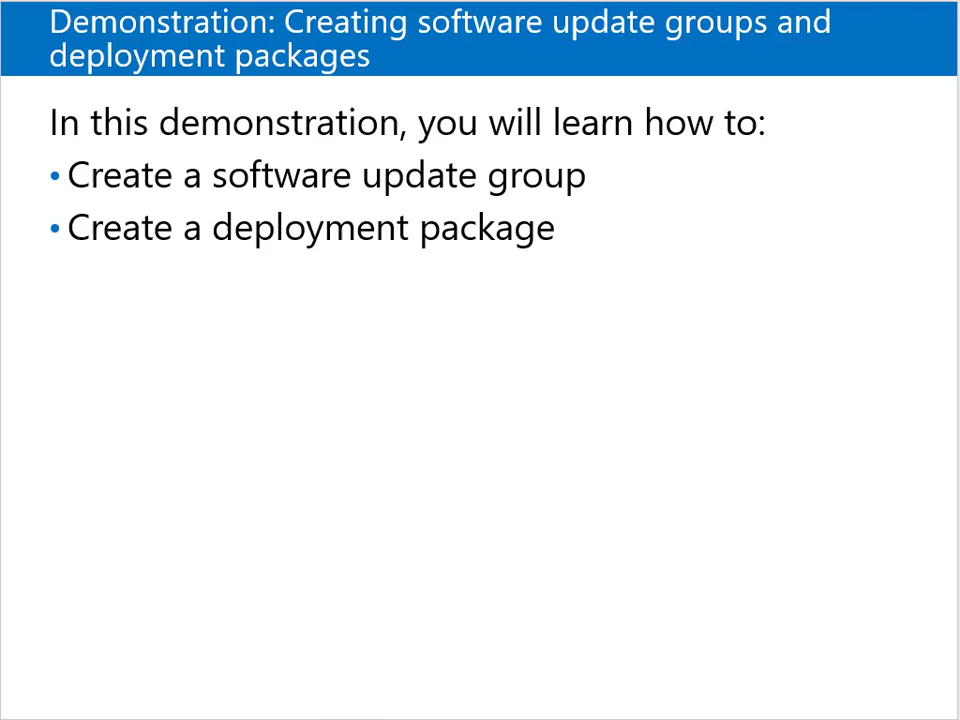 Demonstration: Creating software update groups and
deployment packages
In this demonstration, you will learn how to:
• Create a software update group
• Create a deployment package